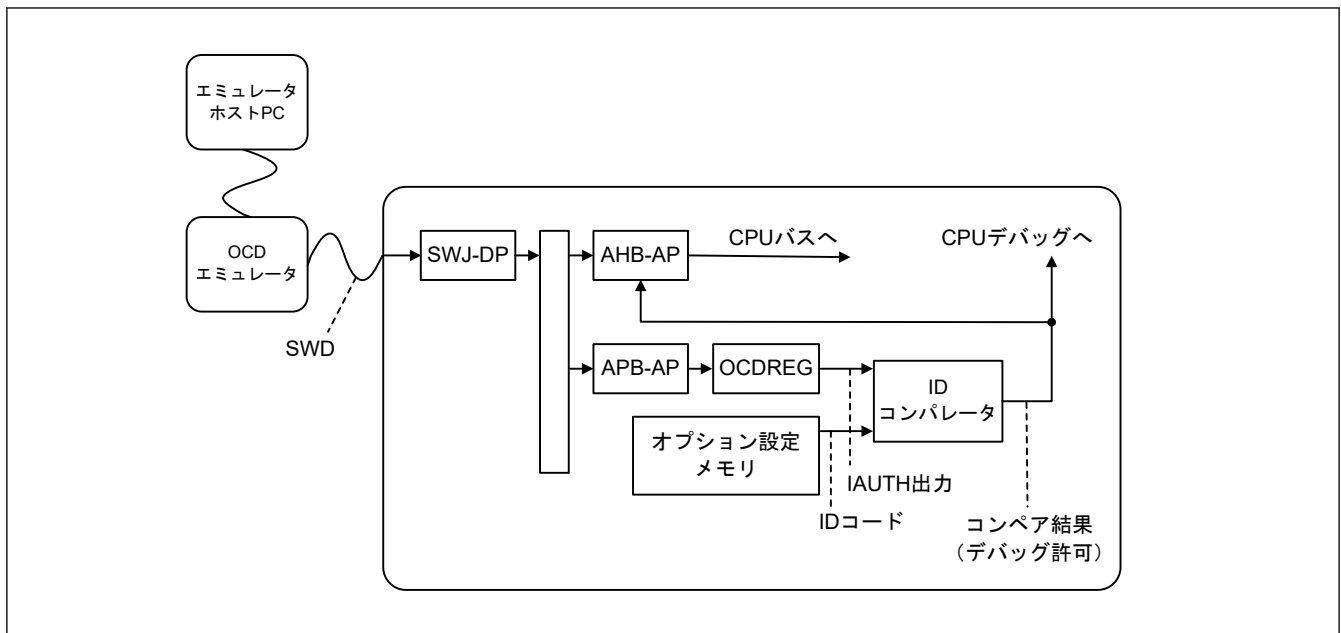 エミュレータ
ホストPC
OCD
エミュレータ
SWD
SWJ-DP
AHB-AP
CPUバスへ
CPUデバッグへ
APB-AP
OCDREG
ID
コンパレータ
オプション設定
メモリ
IAUTH出力
IDコード
コンペア結果
（デバッグ許可）